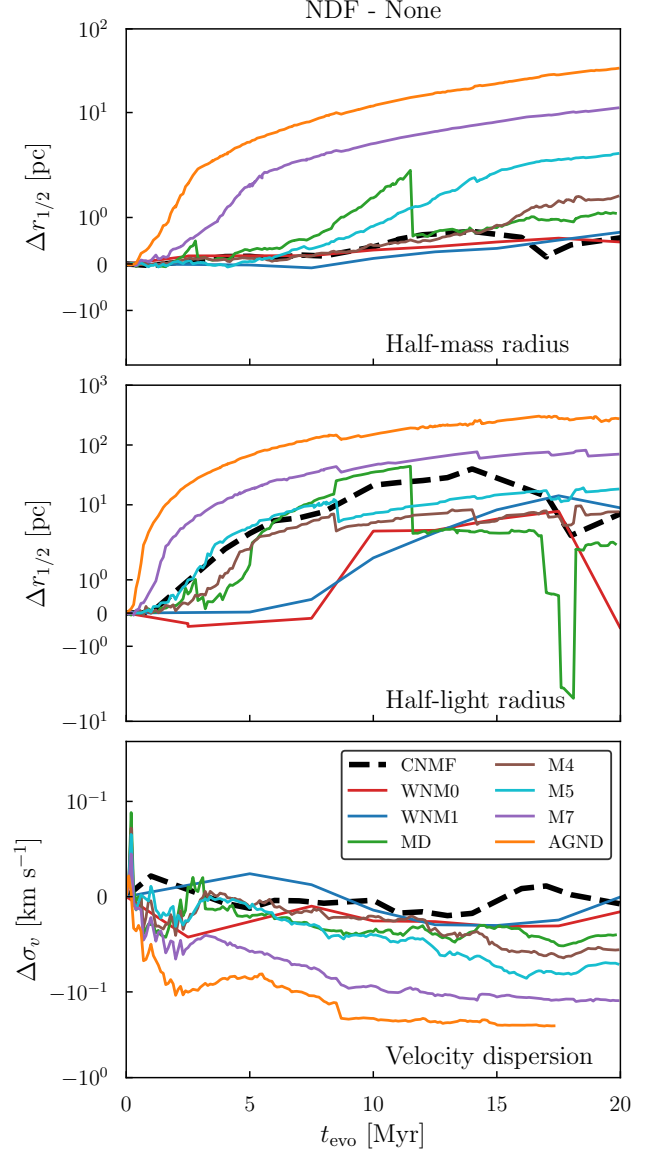 NDF - None
10^2
10^1
10^0
0
−10^0
Δr_{1/2} [pc]
Half-mass radius
10^3
10^2
10^1
10^0
0
−10^0
−10^1
Δr_{1/2} [pc]
Half-light radius
10^{-1}
0
−10^{-1}
−10^0
Δσ_v [km s^{-1}]
CNMF
WNM0
WNM1
MD
M4
M5
M7
AGND
Velocity dispersion
0 5 10 15 20
t_{evo} [Myr]